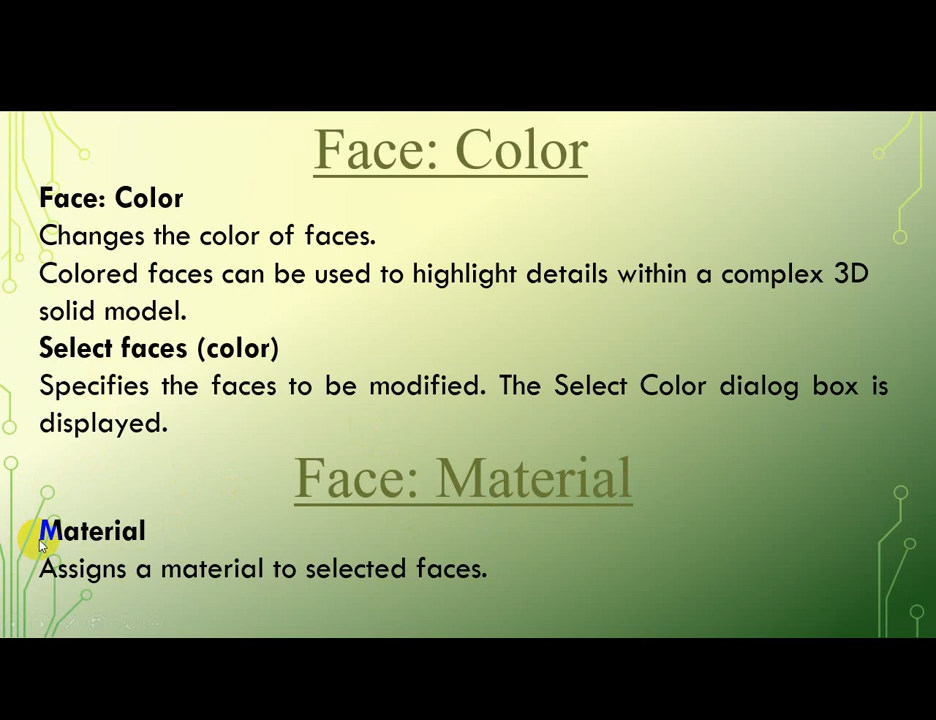 Face: Color
Face: Color
Changes the color of faces.
Colored faces can be used to highlight details within a complex 3D
solid model.
Select faces (color)
Specifies the faces to be modified. The Select Color dialog box is
displayed.
Face: Material
Material
Assigns a material to selected faces.